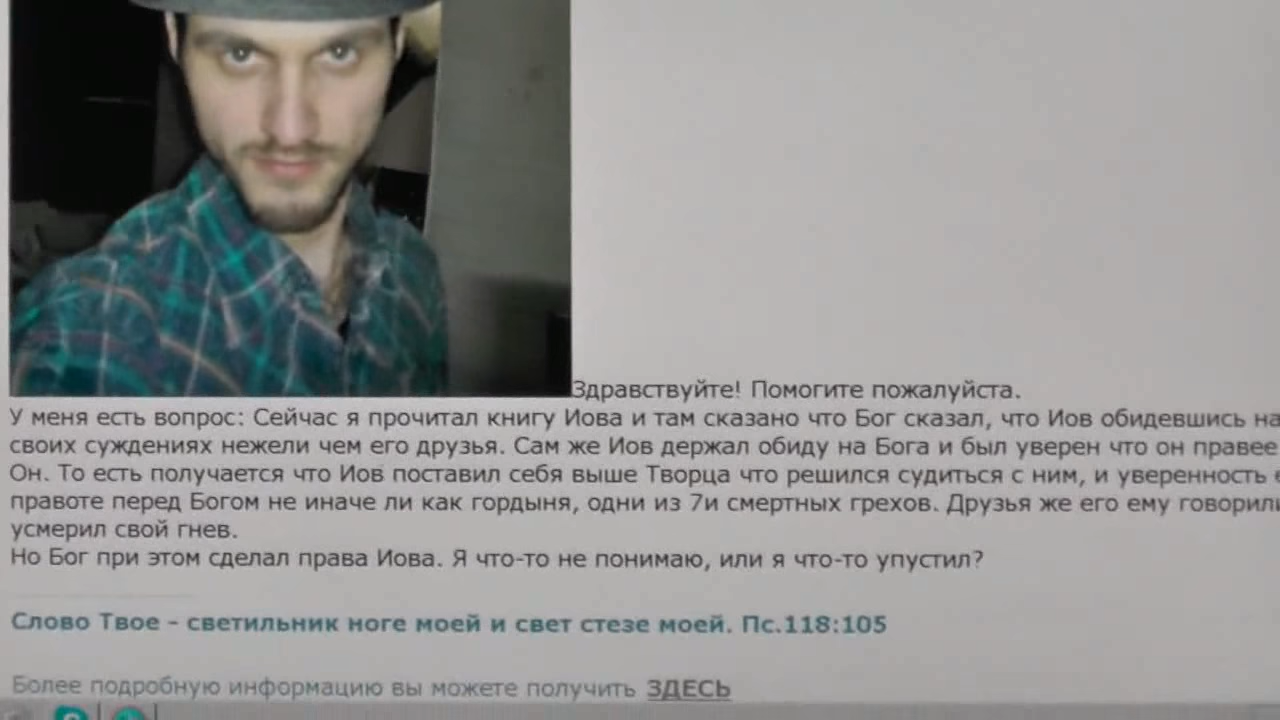 Здравствуйте! Помогите пожалуйста.
У меня есть вопрос: Сейчас я прочитал книгу Иова и там сказано что Бог сказал, что Иов обидевшись на
своих суждениях нежели чем его друзья. Сам же Иов держал обиду на Бога и был уверен что он правее
Он. То есть получается что Иов поставил себя выше Творца что решился судиться с ним, и уверенность
правоте перед Богом не иначе ли как гордыня, одни из 7и смертных грехов. Друзья же его ему говорили
усмерил свой гнев.
Но Бог при этом сделал права Иова. Я что-то не понимаю, или я что-то упустил?
Слово Твое - светильник ноге моей и свет стезе моей. Пс.118:105
Более подробную информацию вы можете получить ЗДЕСЬ